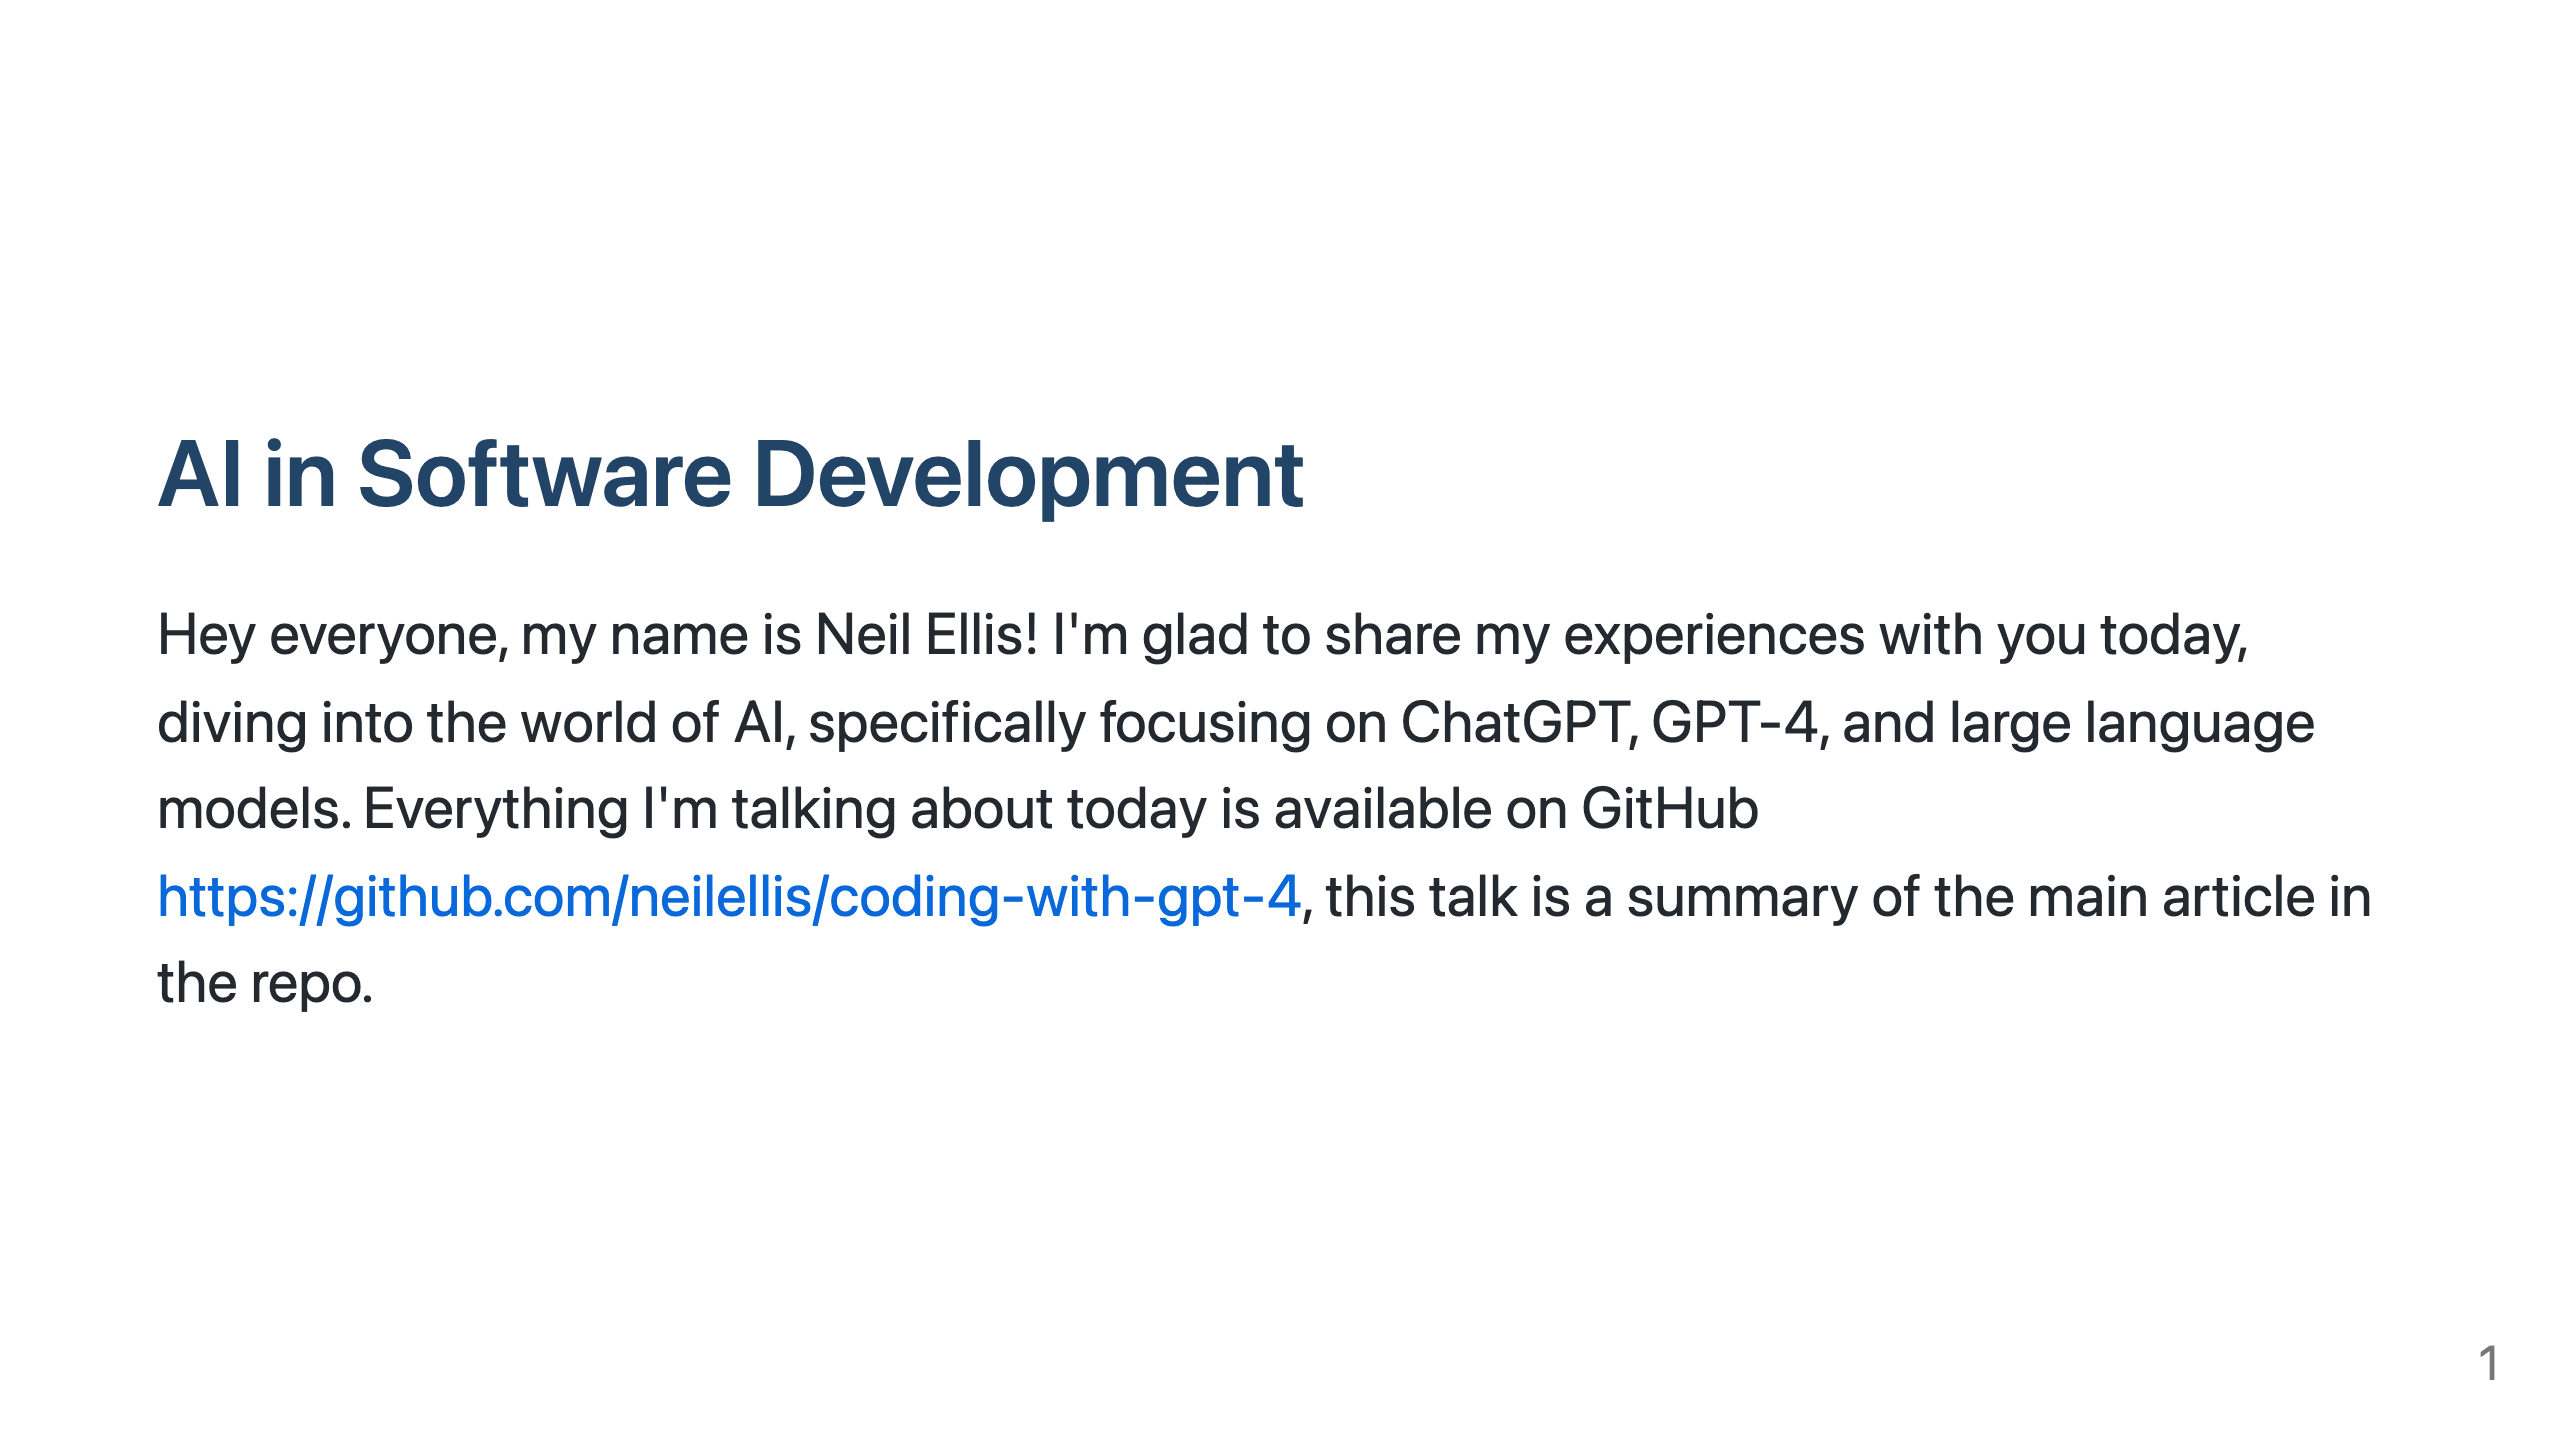 AI in Software Development
Hey everyone, my name is Neil Ellis! I'm glad to share my experiences with you today,
diving into the world of AI, specifically focusing on ChatGPT, GPT-4, and large language
models. Everything I'm talking about today is available on GitHub
https://github.com/neilellis/coding-with-gpt-4, this talk is a summary of the main article in
the repo.
1